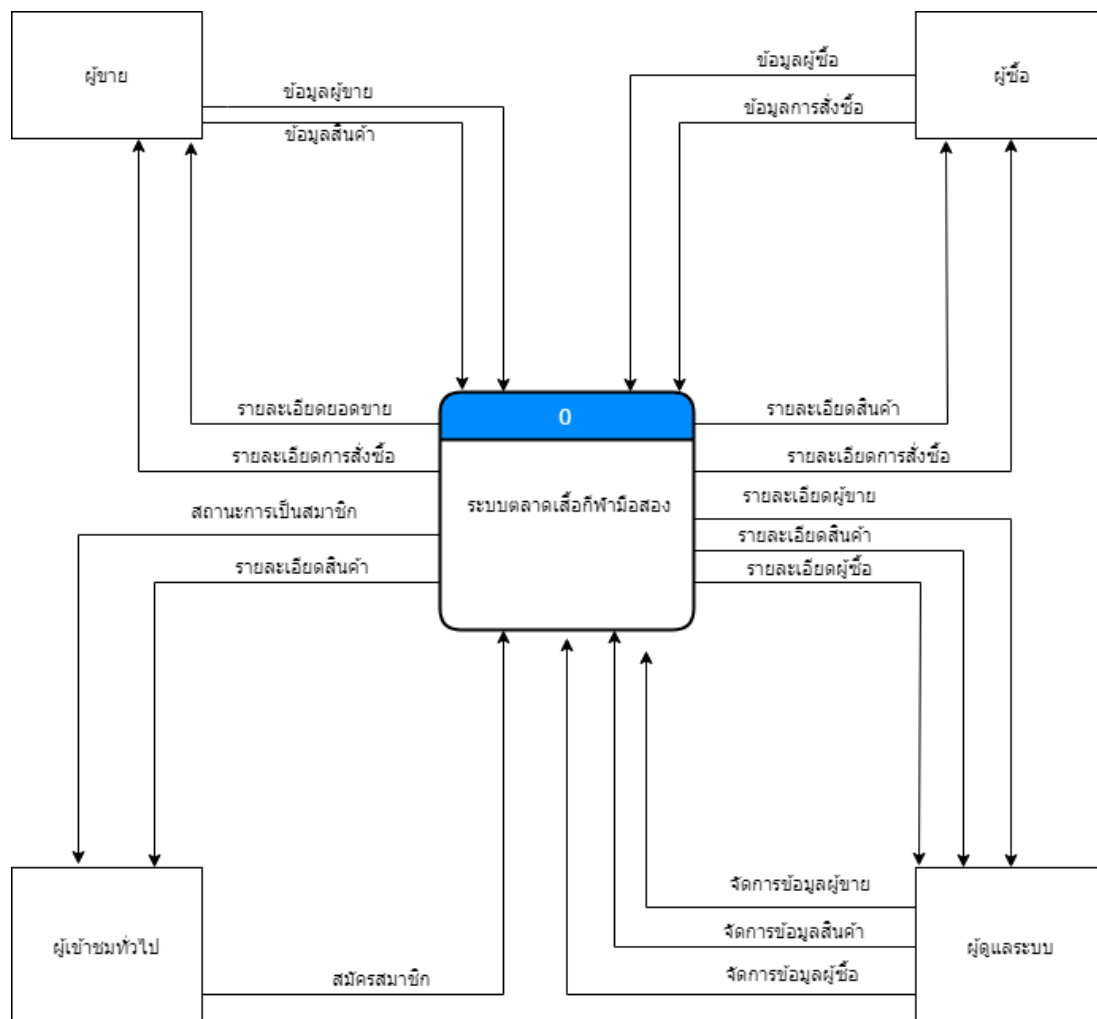 ผู้ขาย
ผู้ซื้อ
ข้อมูลผู้ซื้อ
ข้อมูลผู้ขาย
ข้อมูลการสั่งซื้อ
ข้อมูลสินค้า
รายละเอียดยอดขาย
0
รายละเอียดสินค้า
รายละเอียดการสั่งซื้อ
รายละเอียดการสั่งซื้อ
สถานะการเป็นสมาชิก
ระบบตลาดเสื้อกีฬามือสอง
รายละเอียดผู้ขาย
รายละเอียดสินค้า
รายละเอียดสินค้า
รายละเอียดผู้ซื้อ
จัดการข้อมูลผู้ขาย
จัดการข้อมูลสินค้า
ผู้เข้าชมทั่วไป
ผู้ดูแลระบบ
สมัครสมาชิก
จัดการข้อมูลผู้ซื้อ